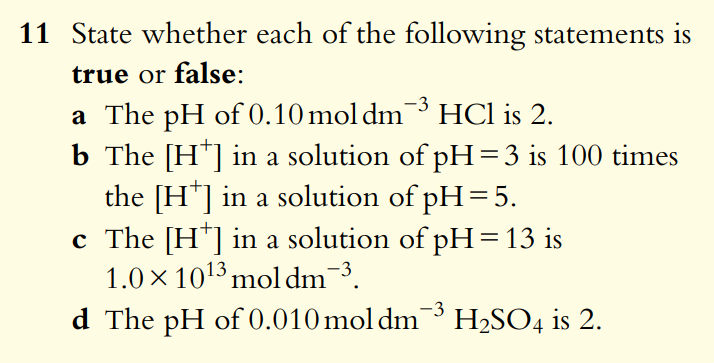 11 State whether each of the following statements is
true or false:
a The pH of 0.10 mol dm⁻³ HCl is 2.
b The [H⁺] in a solution of pH = 3 is 100 times
the [H⁺] in a solution of pH = 5.
c The [H⁺] in a solution of pH = 13 is
1.0 × 10¹³ mol dm⁻³.
d The pH of 0.010 mol dm⁻³ H₂SO₄ is 2.